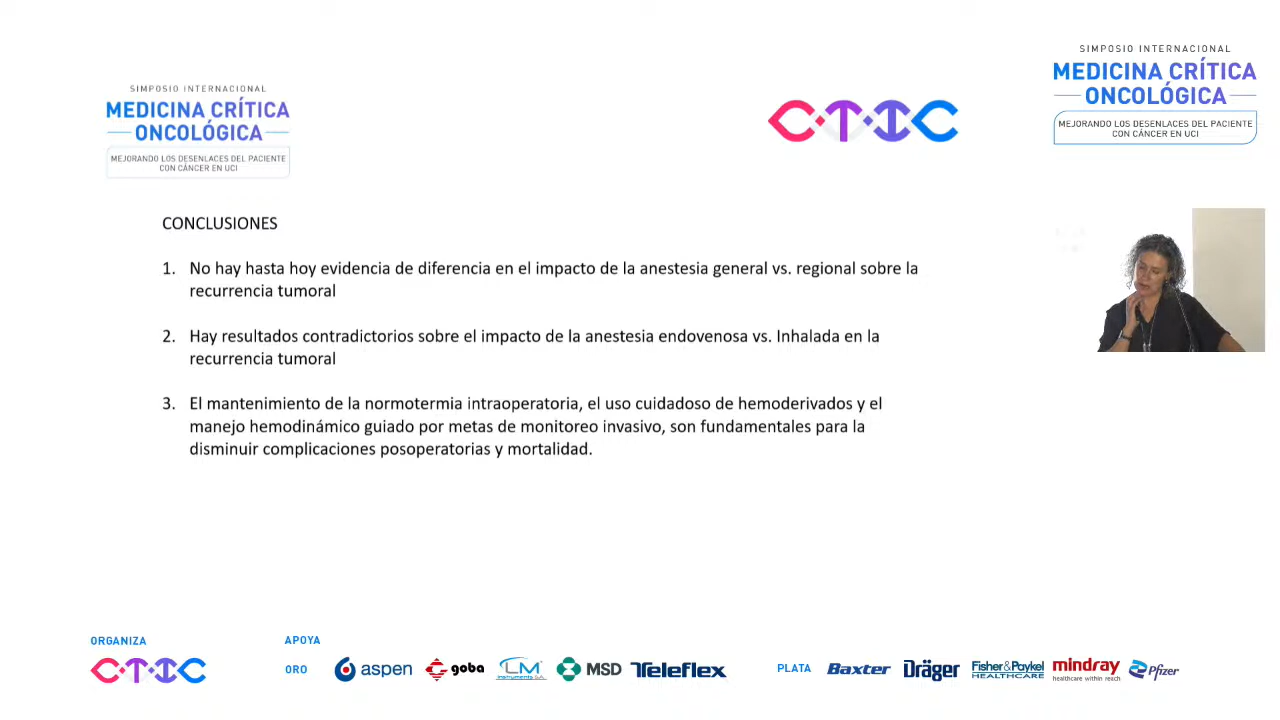 SIMPOSIO INTERNACIONAL
MEDICINA CRÍTICA
ONCOLÓGICA
MEJORANDO LOS DESENLACES DEL PACIENTE
CON CÁNCER EN UCI
CTIC
SIMPOSIO INTERNACIONAL
MEDICINA CRÍTICA
ONCOLÓGICA
MEJORANDO LOS DESENLACES DEL PACIENTE
CON CÁNCER EN UCI
CONCLUSIONES
1. No hay hasta hoy evidencia de diferencia en el impacto de la anestesia general vs. regional sobre la
recurrencia tumoral
2. Hay resultados contradictorios sobre el impacto de la anestesia endovenosa vs. Inhalada en la
recurrencia tumoral
3. El mantenimiento de la normotermia intraoperatoria, el uso cuidadoso de hemoderivados y el
manejo hemodinámico guiado por metas de monitoreo invasivo, son fundamentales para la
disminuir complicaciones posoperatorias y mortalidad.
ORGANIZA
CTIC
APOYA
ORO
aspen
goba
LM
instruments S.A.
MSD
Teleflex
PLATA
Baxter
Dräger
Fisher & Paykel
HEALTHCARE
mindray
healthcare within reach
Pfizer